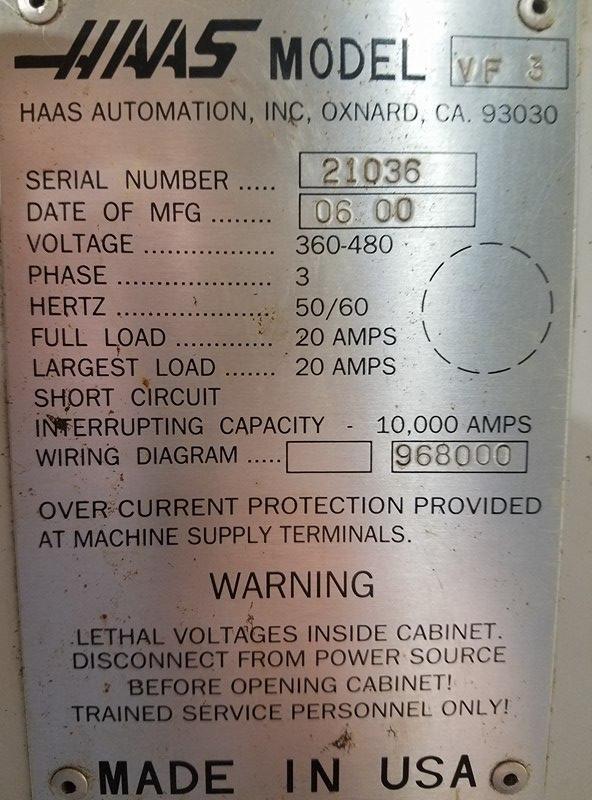 HAAS MODEL VF 3
HAAS AUTOMATION, INC, OXNARD, CA. 93030
SERIAL NUMBER ..... 21036
DATE OF MFG ........ 06 00
VOLTAGE ................. 360-480
PHASE .................... 3
HERTZ .................... 50/60
FULL LOAD ............. 20 AMPS
LARGEST LOAD ....... 20 AMPS
SHORT CIRCUIT
INTERRUPTING CAPACITY - 10,000 AMPS
WIRING DIAGRAM ..... 968000
OVER CURRENT PROTECTION PROVIDED
AT MACHINE SUPPLY TERMINALS.
WARNING
LETHAL VOLTAGES INSIDE CABINET.
DISCONNECT FROM POWER SOURCE
BEFORE OPENING CABINET!
TRAINED SERVICE PERSONNEL ONLY!
MADE IN USA